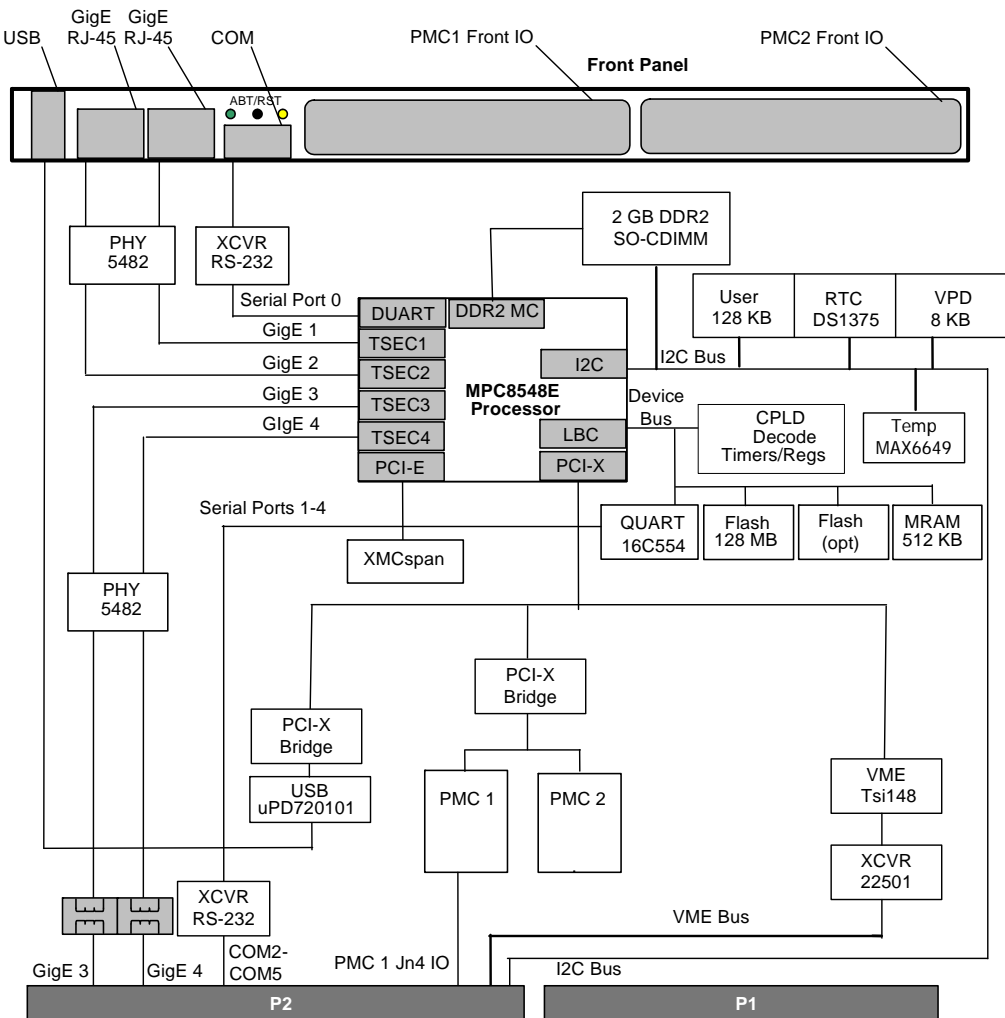 GigE GigE
USB RJ-45 RJ-45 COM PMC1 Front IO PMC2 Front IO
Front Panel
ABT/RST
PHY
5482
XCVR
RS-232
2 GB DDR2
SO-CDIMM
User
128 KB
RTC
DS1375
VPD
8 KB
Serial Port 0
GigE 1
GigE 2
GigE 3
GIgE 4
DUART
DDR2 MC
TSEC1
TSEC2
TSEC3
TSEC4
PCI-E
I2C
MPC8548E
Processor
LBC
PCI-X
I2C Bus
Device
Bus
CPLD
Decode
Timers/Regs
Temp
MAX6649
Serial Ports 1-4
QUART
16C554
Flash
128 MB
Flash
(opt)
MRAM
512 KB
XMCspan
PHY
5482
PCI-X
Bridge
PCI-X
Bridge
USB
uPD720101
PMC 1
PMC 2
VME
Tsi148
XCVR
22501
XCVR
RS-232
VME Bus
GigE 3
GigE 4
COM2-
COM5
PMC 1 Jn4 IO
I2C Bus
P2
P1